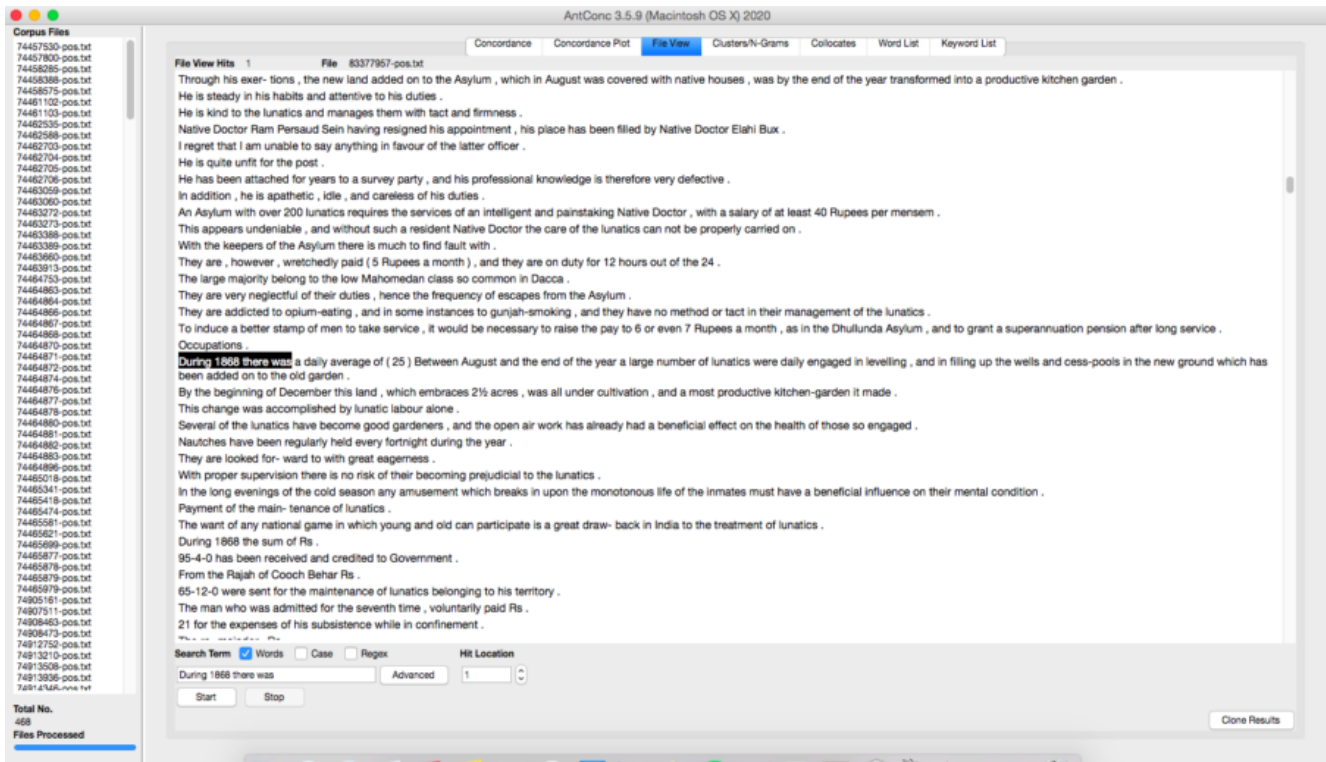 AntConc 3.5.9 (Macintosh OS X) 2020
Corpus Files
74457530-pos.txt
74457800-pos.txt
74458285-pos.txt
74458388-pos.txt
74458575-pos.txt
74461102-pos.txt
74461103-pos.txt
74462535-pos.txt
74462588-pos.txt
74462703-pos.txt
74462704-pos.txt
74462705-pos.txt
74462706-pos.txt
74463059-pos.txt
74463060-pos.txt
74463272-pos.txt
74463273-pos.txt
74463388-pos.txt
74463389-pos.txt
74463660-pos.txt
74463913-pos.txt
74464753-pos.txt
74464863-pos.txt
74464864-pos.txt
74464866-pos.txt
74464867-pos.txt
74464868-pos.txt
74464870-pos.txt
74464871-pos.txt
74464872-pos.txt
74464874-pos.txt
74464876-pos.txt
74464877-pos.txt
74464878-pos.txt
74464880-pos.txt
74464881-pos.txt
74464882-pos.txt
74464883-pos.txt
74464896-pos.txt
74465018-pos.txt
74465341-pos.txt
74465418-pos.txt
74465474-pos.txt
74465581-pos.txt
74465621-pos.txt
74465699-pos.txt
74465877-pos.txt
74465878-pos.txt
74465879-pos.txt
74465979-pos.txt
74905161-pos.txt
74907511-pos.txt
74908463-pos.txt
74908473-pos.txt
74912752-pos.txt
74913210-pos.txt
74913508-pos.txt
74913936-pos.txt
74914346-pos.txt
Total No.
468
Files Processed
Concordance Concordance Plot File View Clusters/N-Grams Collocates Word List Keyword List
File View Hits 1 File 83377957-pos.txt
Through his exer- tions , the new land added on to the Asylum , which in August was covered with native houses , was by the end of the year transformed into a productive kitchen garden .
He is steady in his habits and attentive to his duties .
He is kind to the lunatics and manages them with tact and firmness .
Native Doctor Ram Persaud Sein having resigned his appointment , his place has been filled by Native Doctor Elahi Bux .
I regret that I am unable to say anything in favour of the latter officer .
He is quite unfit for the post .
He has been attached for years to a survey party , and his professional knowledge is therefore very defective .
In addition , he is apathetic , idle , and careless of his duties .
An Asylum with over 200 lunatics requires the services of an intelligent and painstaking Native Doctor , with a salary of at least 40 Rupees per mensem .
This appears undeniable , and without such a resident Native Doctor the care of the lunatics can not be properly carried on .
With the keepers of the Asylum there is much to find fault with .
They are , however , wretchedly paid ( 5 Rupees a month ) , and they are on duty for 12 hours out of the 24 .
The large majority belong to the low Mahomedan class so common in Dacca .
They are very neglectful of their duties , hence the frequency of escapes from the Asylum .
They are addicted to opium-eating , and in some instances to gunjah-smoking , and they have no method or tact in their management of the lunatics .
To induce a better stamp of men to take service , it would be necessary to raise the pay to 6 or even 7 Rupees a month , as in the Dhullunda Asylum , and to grant a superannuation pension after long service .
Occupations .
During 1868 there was a daily average of ( 25 ) Between August and the end of the year a large number of lunatics were daily engaged in levelling , and in filling up the wells and cess-pools in the new ground which has
been added on to the old garden .
By the beginning of December this land , which embraces 2½ acres , was all under cultivation , and a most productive kitchen-garden it made .
This change was accomplished by lunatic labour alone .
Several of the lunatics have become good gardeners , and the open air work has already had a beneficial effect on the health of those so engaged .
Nautches have been regularly held every fortnight during the year .
They are looked for- ward to with great eagerness .
With proper supervision there is no risk of their becoming prejudicial to the lunatics .
In the long evenings of the cold season any amusement which breaks in upon the monotonous life of the inmates must have a beneficial influence on their mental condition .
Payment of the main- tenance of lunatics .
The want of any national game in which young and old can participate is a great draw- back in India to the treatment of lunatics .
During 1868 the sum of Rs .
95-4-0 has been received and credited to Government .
From the Rajah of Cooch Behar Rs .
65-12-0 were sent for the maintenance of lunatics belonging to his territory .
The man who was admitted for the seventh time , voluntarily paid Rs .
21 for the expenses of his subsistence while in confinement .
The re- mainder Rs
Search Term Words Case Regex Hit Location
During 1868 there was Advanced 1
Start Stop
Clone Results